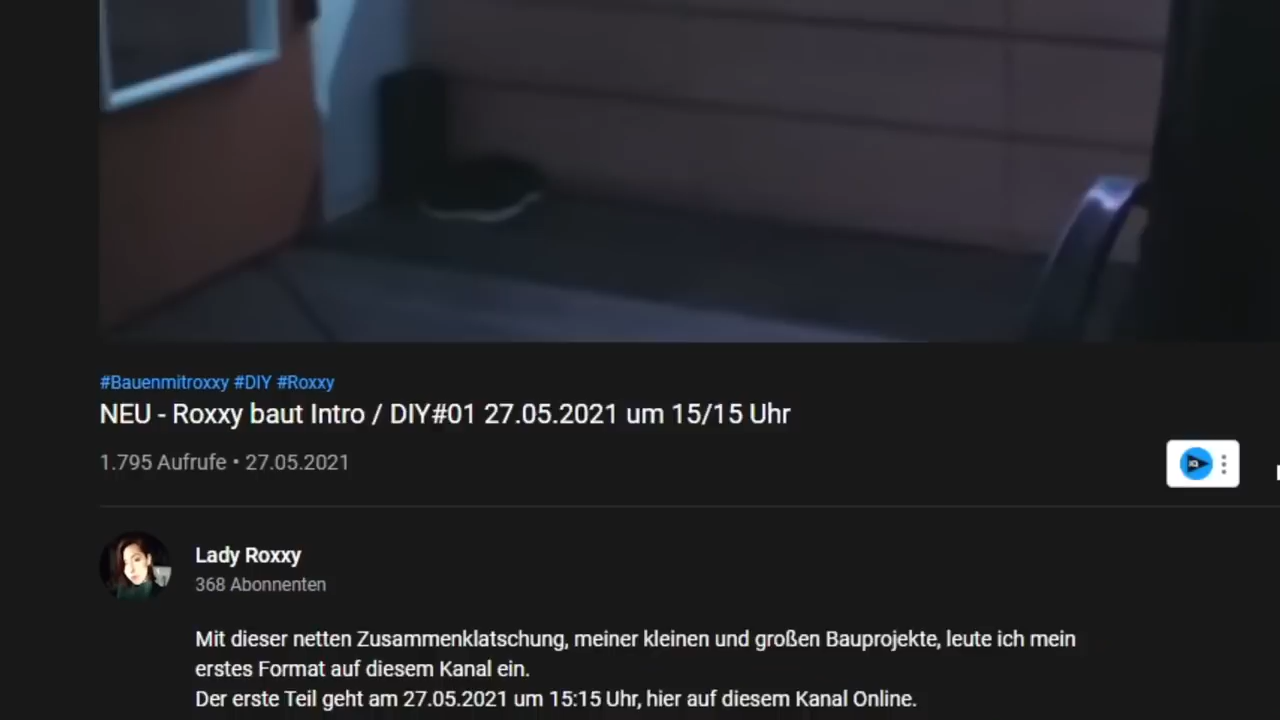 #Bauenmitroxxy #DIY #Roxxy
NEU - Roxxy baut Intro / DIY#01 27.05.2021 um 15/15 Uhr
1.795 Aufrufe • 27.05.2021
Lady Roxxy
368 Abonnenten
Mit dieser netten Zusammenklatschung, meiner kleinen und großen Bauprojekte, leute ich mein
erstes Format auf diesem Kanal ein.
Der erste Teil geht am 27.05.2021 um 15:15 Uhr, hier auf diesem Kanal Online.